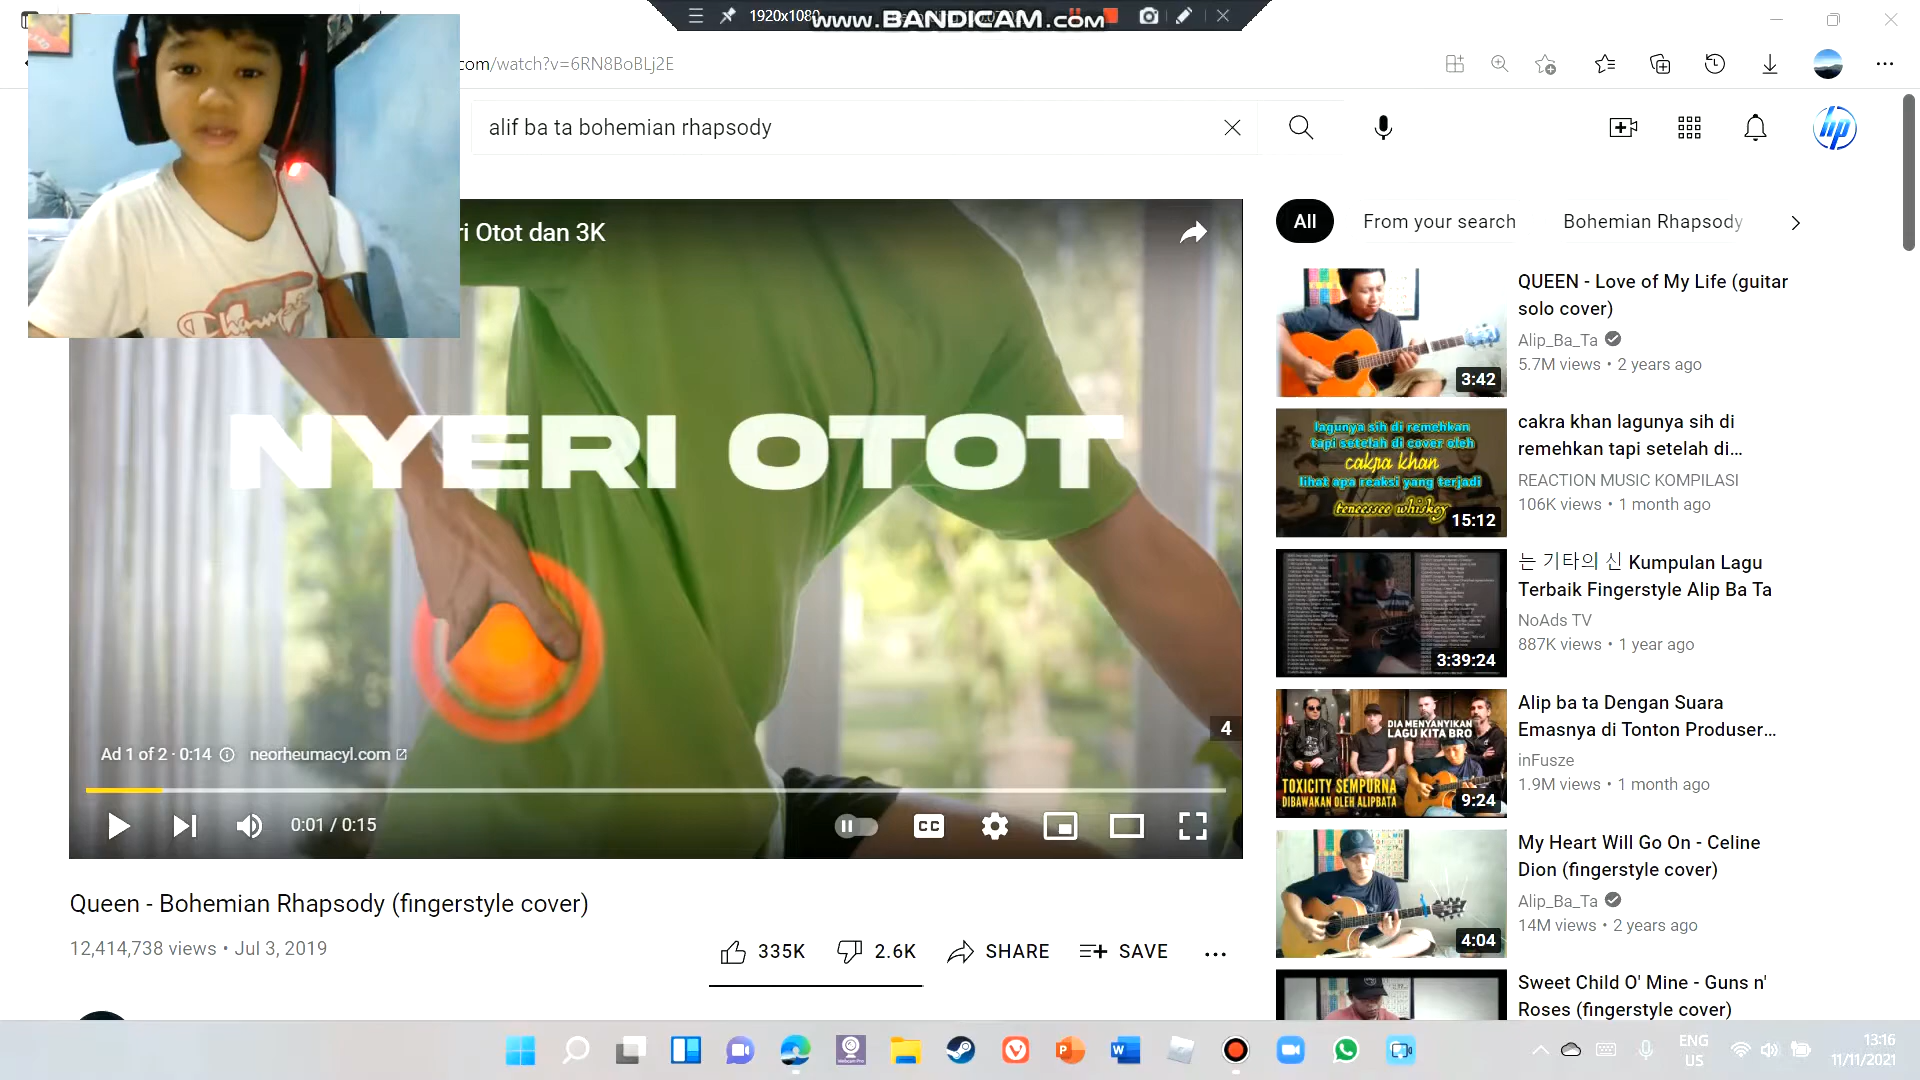 1920x1080
www.BANDICAM.com
com/watch?v=6RN8BoBLj2E
alif ba ta bohemian rhapsody
hp
ri Otot dan 3K
NYERI OTOT
4
Ad 1 of 2 · 0:14
neorheumacyl.com
0:01 / 0:15
CC
Queen - Bohemian Rhapsody (fingerstyle cover)
12,414,738 views • Jul 3, 2019
335K
2.6K
SHARE
SAVE
All
From your search
Bohemian Rhapsody
QUEEN - Love of My Life (guitar
solo cover)
Alip_Ba_Ta
5.7M views • 2 years ago
3:42
lagunya sih di remehkan
tapi setelah di cover oleh
cakra khan
lihat apa reaksi yang terjadi
tenessee whiskey
15:12
cakra khan lagunya sih di
remehkan tapi setelah di...
REACTION MUSIC KOMPILASI
106K views • 1 month ago
3:39:24
는 기타의 신 Kumpulan Lagu
Terbaik Fingerstyle Alip Ba Ta
NoAds TV
887K views • 1 year ago
DIA MENYANYIKAN
LAGU KITA BRO
TOXICITY SEMPURNA
DIBAWAKAN OLEH ALIPBATA
9:24
Alip ba ta Dengan Suara
Emasnya di Tonton Produser...
inFusze
1.9M views • 1 month ago
4:04
My Heart Will Go On - Celine
Dion (fingerstyle cover)
Alip_Ba_Ta
14M views • 2 years ago
Sweet Child O' Mine - Guns n'
Roses (fingerstyle cover)
ENG
US
13:16
11/11/2021